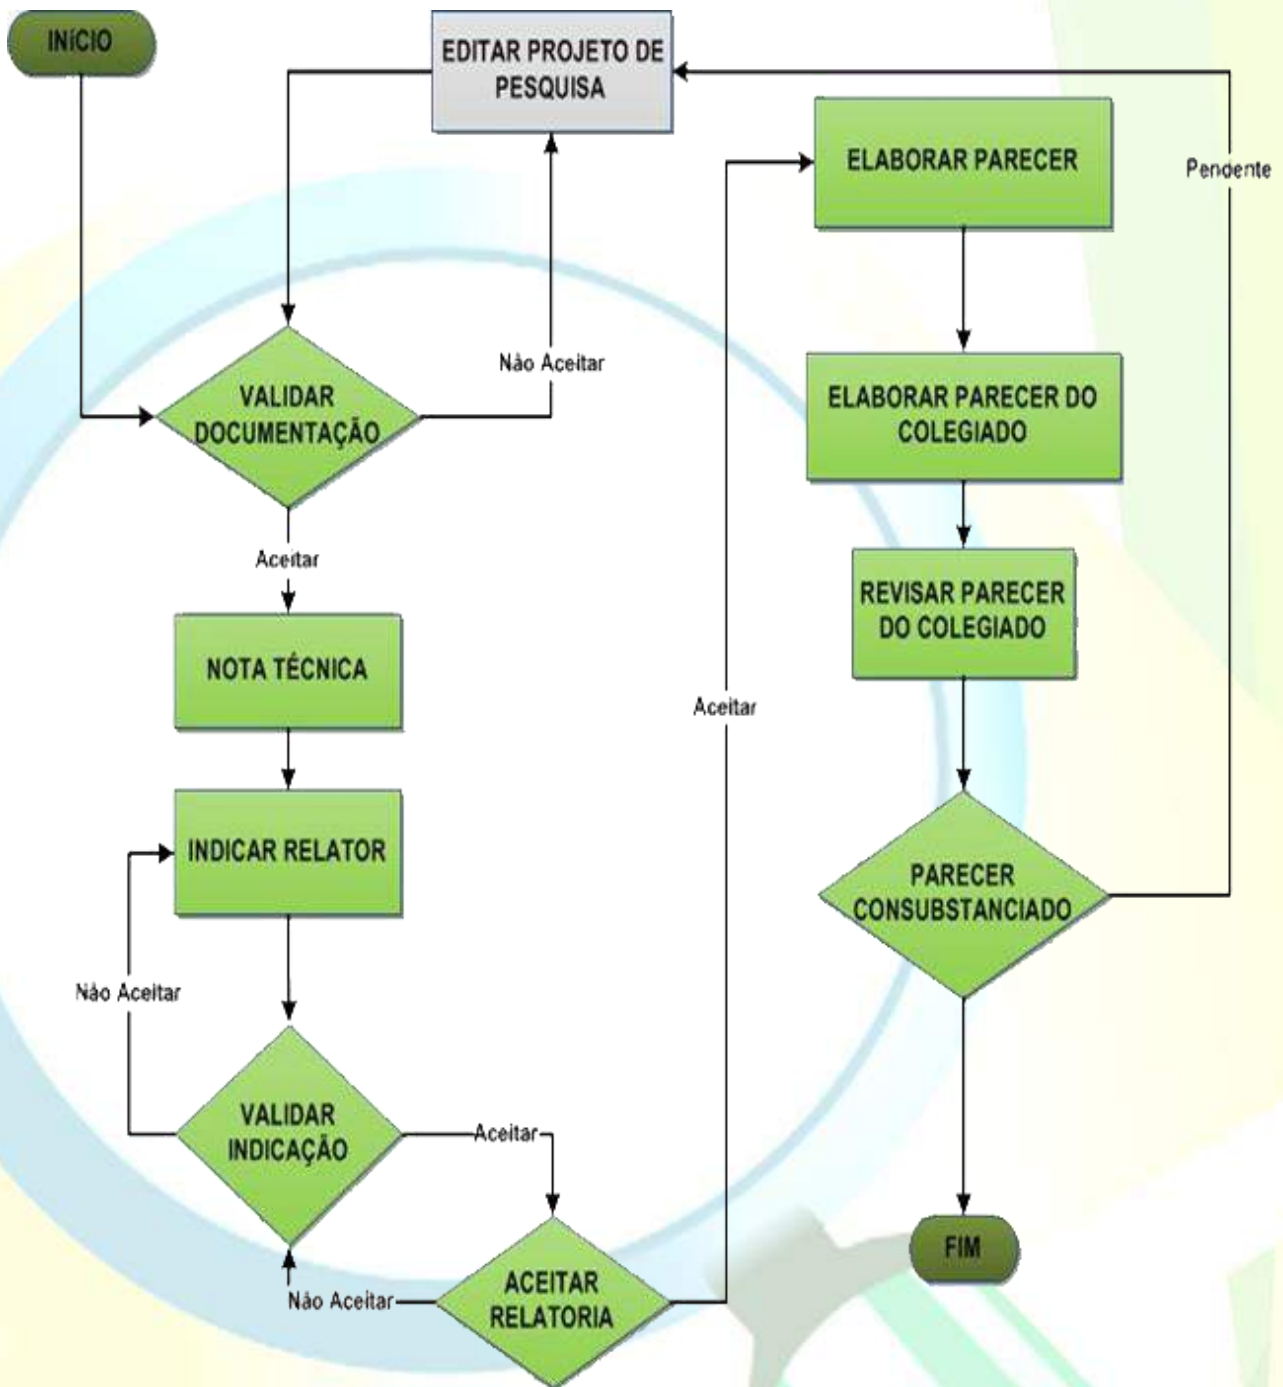 INÍCIO
EDITAR PROJETO DE
PESQUISA
ELABORAR PARECER
Pendente
Não Aceitar
VALIDAR
DOCUMENTAÇÃO
ELABORAR PARECER DO
COLEGIADO
Aceitar
REVISAR PARECER
DO COLEGIADO
NOTA TÉCNICA
Aceitar
INDICAR RELATOR
PARECER
CONSUBSTANCIADO
Não Aceitar
VALIDAR
INDICAÇÃO
Aceitar
FIM
ACEITAR
RELATORIA
Não Aceitar